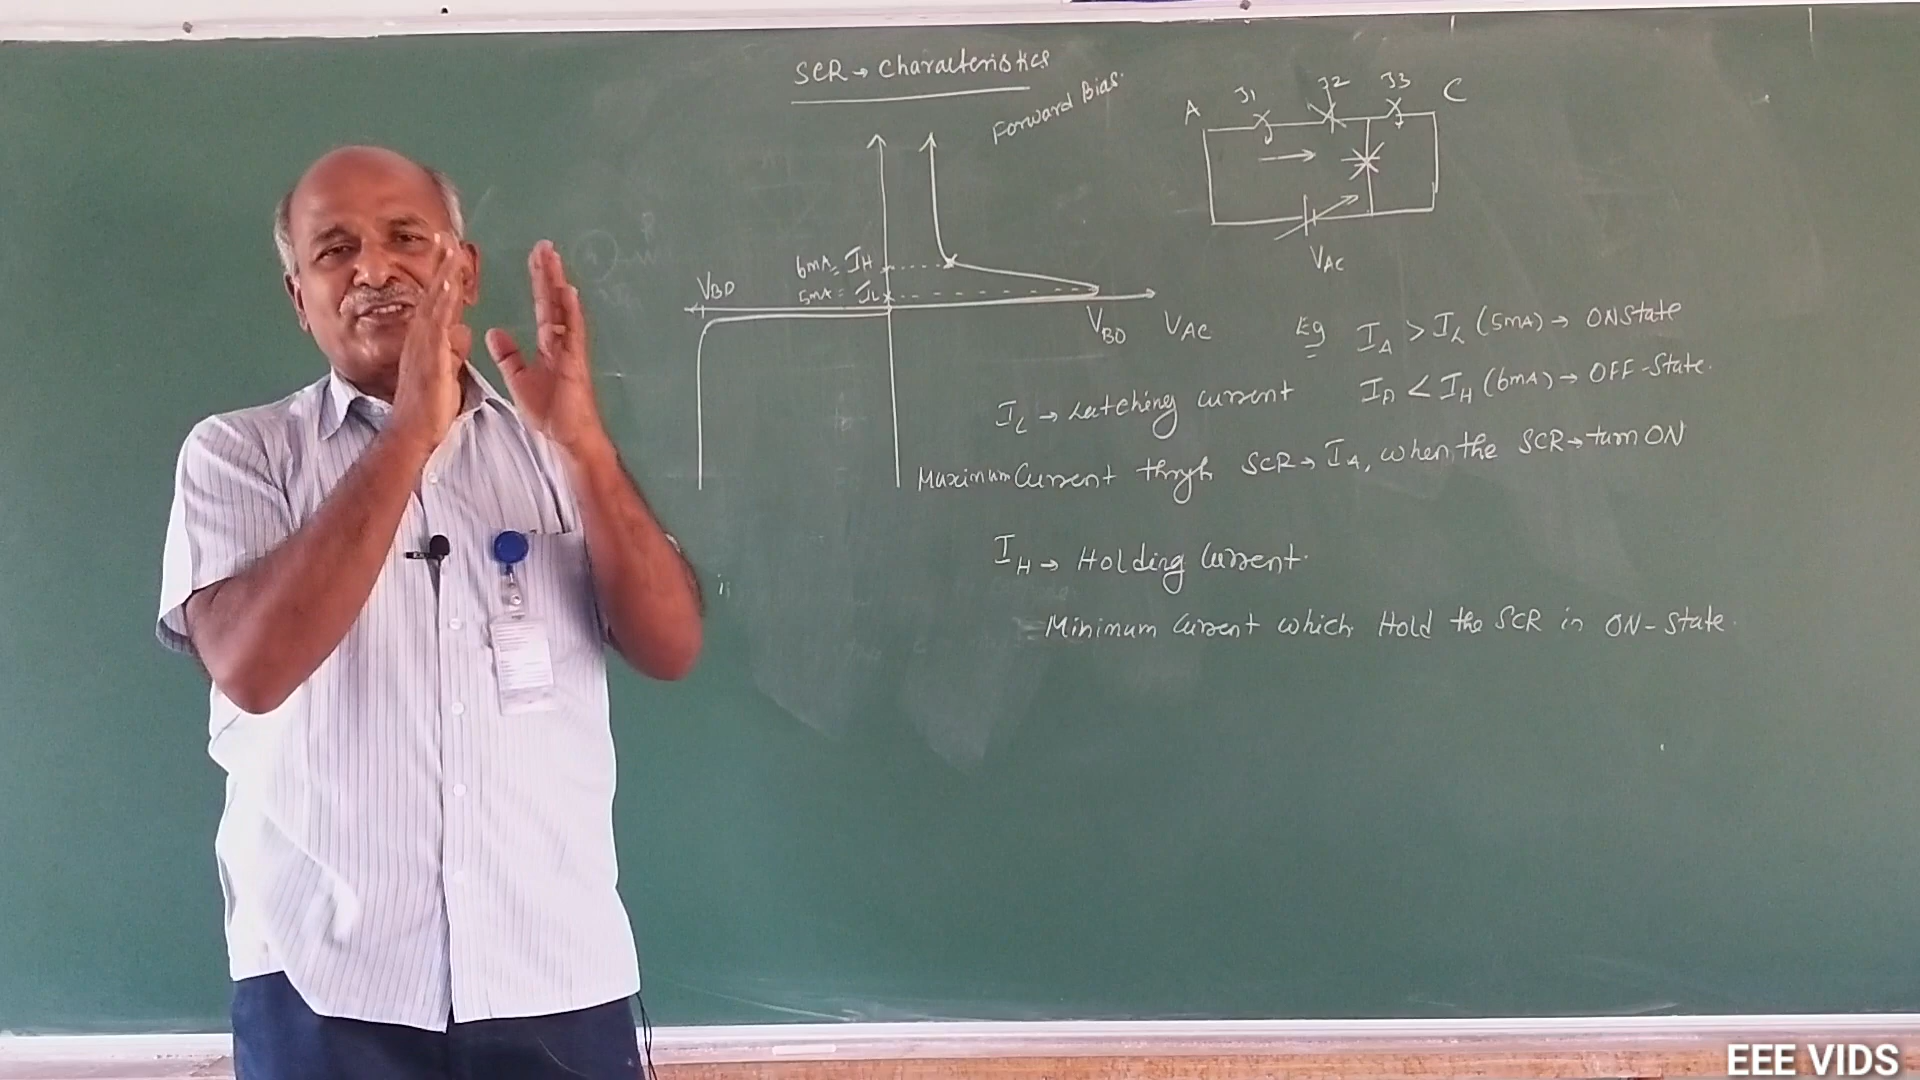 SCR → Characteristics
Forward Bias.
A J1 J2 J3 C
VAC
6mA = IH
5mA = IL
VBD
VBD VAC
Eg IA > IL (5mA) → ON State
IA < IH (6mA) → OFF-State.
IL → Latching current
Maximum Current through SCR → IA, when the SCR → turn ON
IH → Holding Current.
Minimum Current which Hold the SCR in ON-State.
EEE VIDS